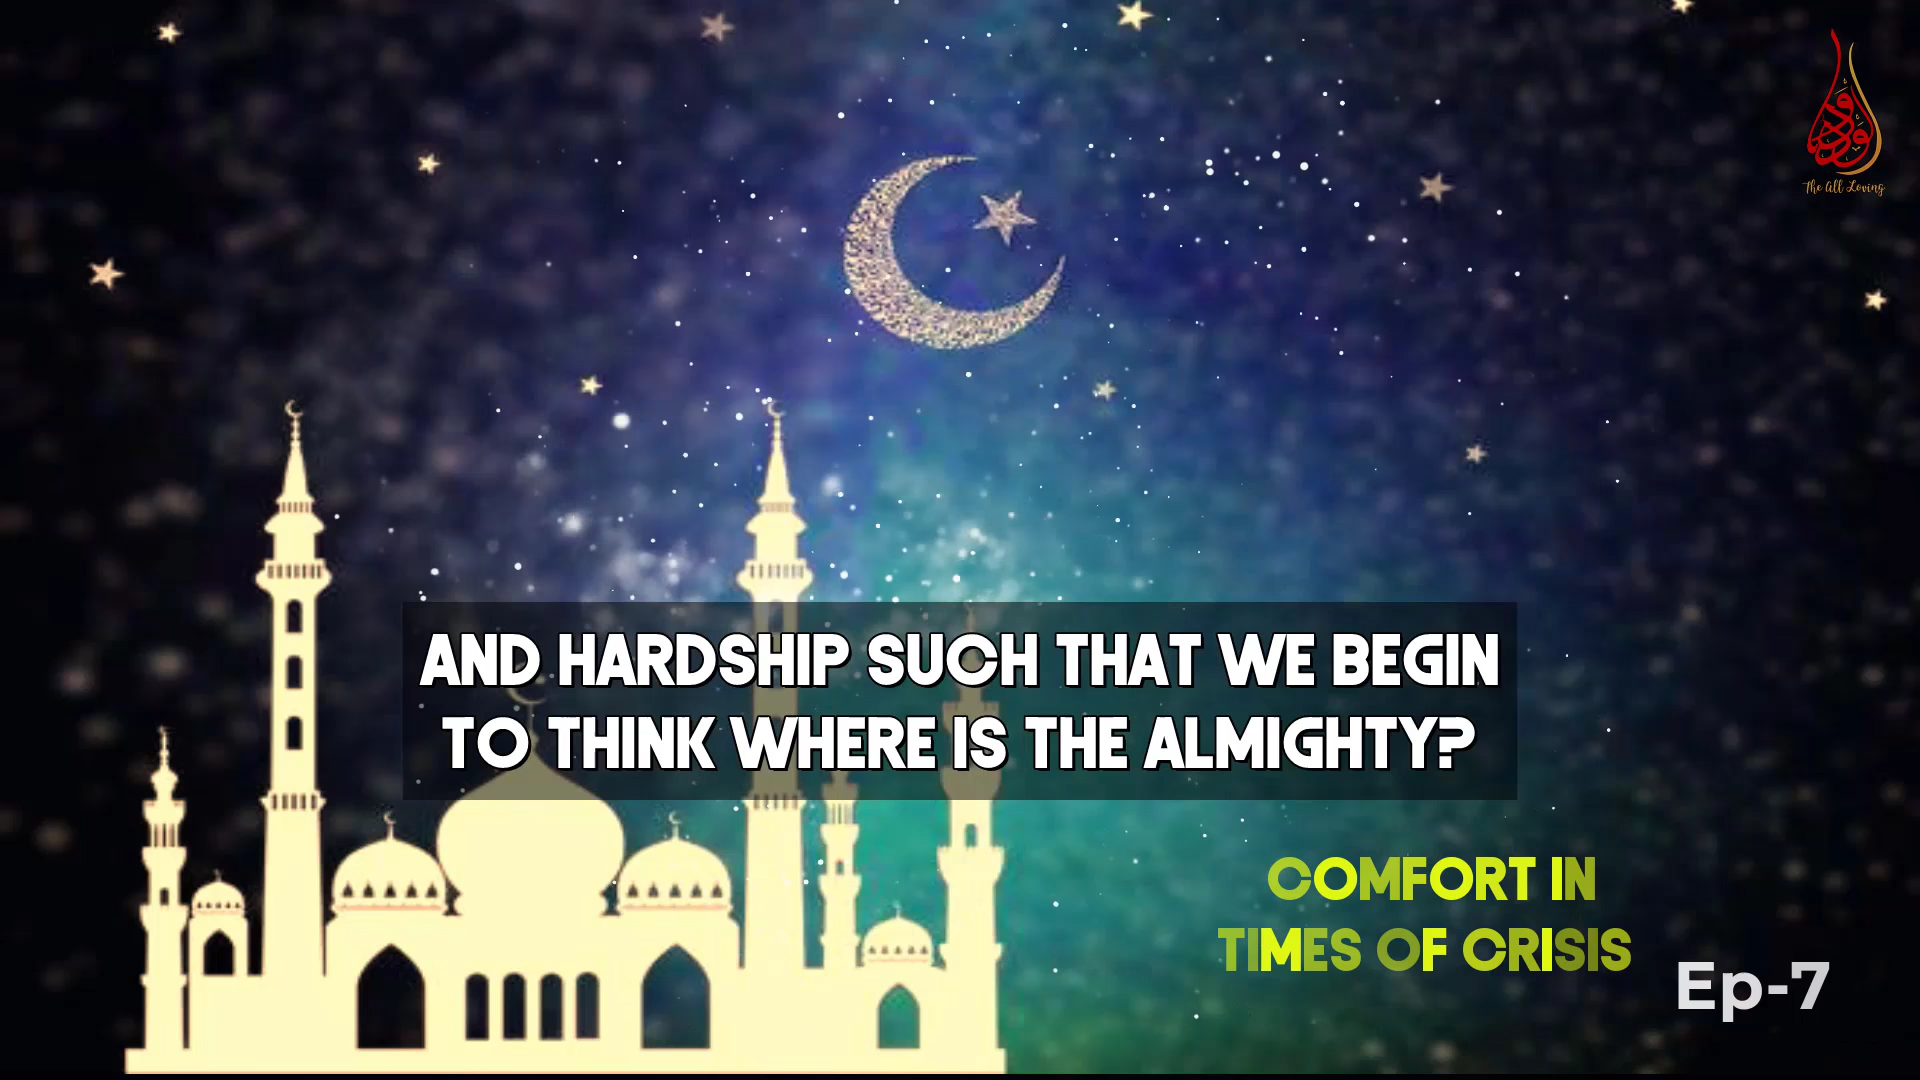 الودود
The All Loving
AND HARDSHIP SUCH THAT WE BEGIN
TO THINK WHERE IS THE ALMIGHTY?
COMFORT IN
TIMES OF CRISIS
Ep-7